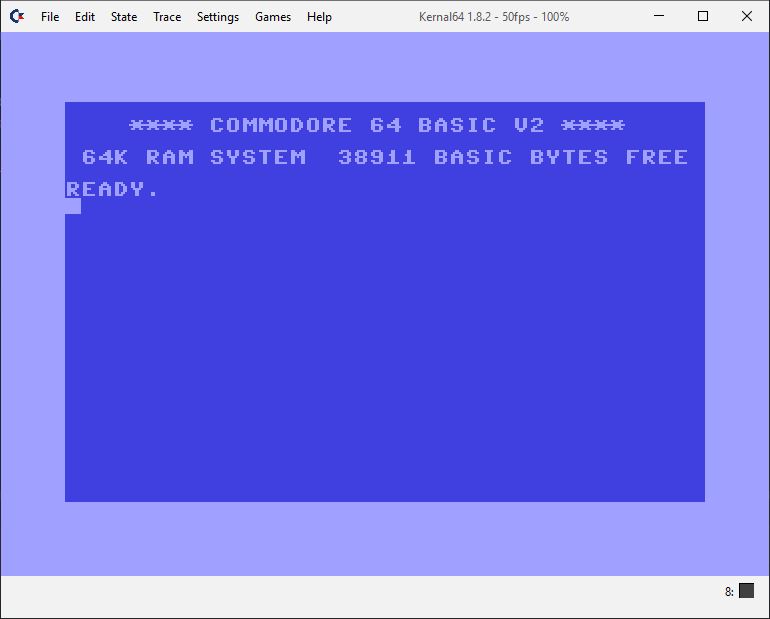 File Edit State Trace Settings Games Help Kernal64 1.8.2 - 50fps - 100%
**** COMMODORE 64 BASIC V2 ****
64K RAM SYSTEM  38911 BASIC BYTES FREE
READY.
8: